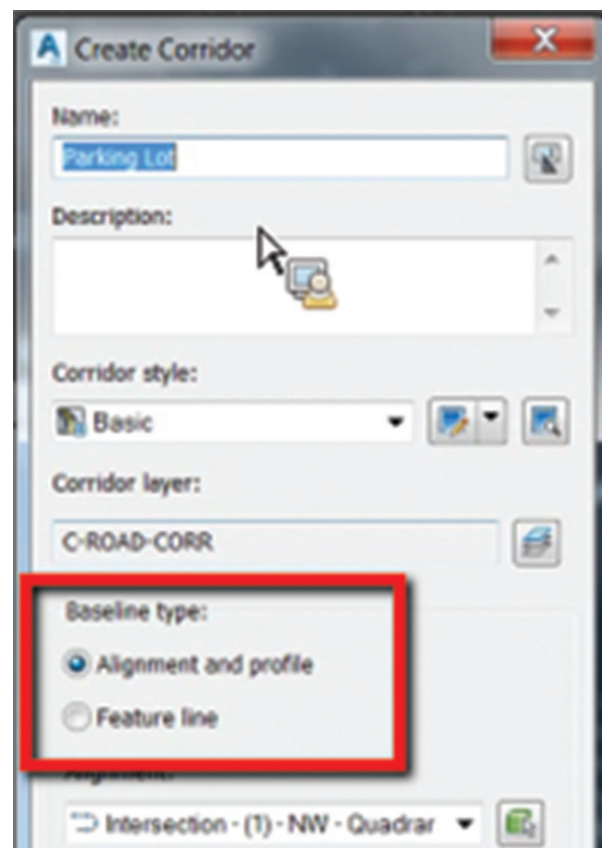 Create Corridor
Name:
Parking Lot
Description:
Corridor style:
Basic
Corridor layer:
C-ROAD-CORR
Baseline type:
Alignment and profile
Feature line
Alignment:
Intersection - (1) - NW - Quadrar